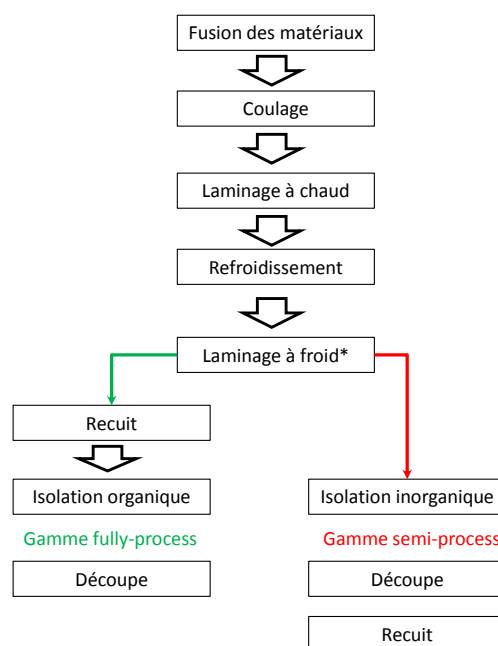 Fusion des matériaux
Coulage
Laminage à chaud
Refroidissement
Laminage à froid*
Recuit
Isolation organique
Gamme fully-process
Découpe
Isolation inorganique
Gamme semi-process
Découpe
Recuit